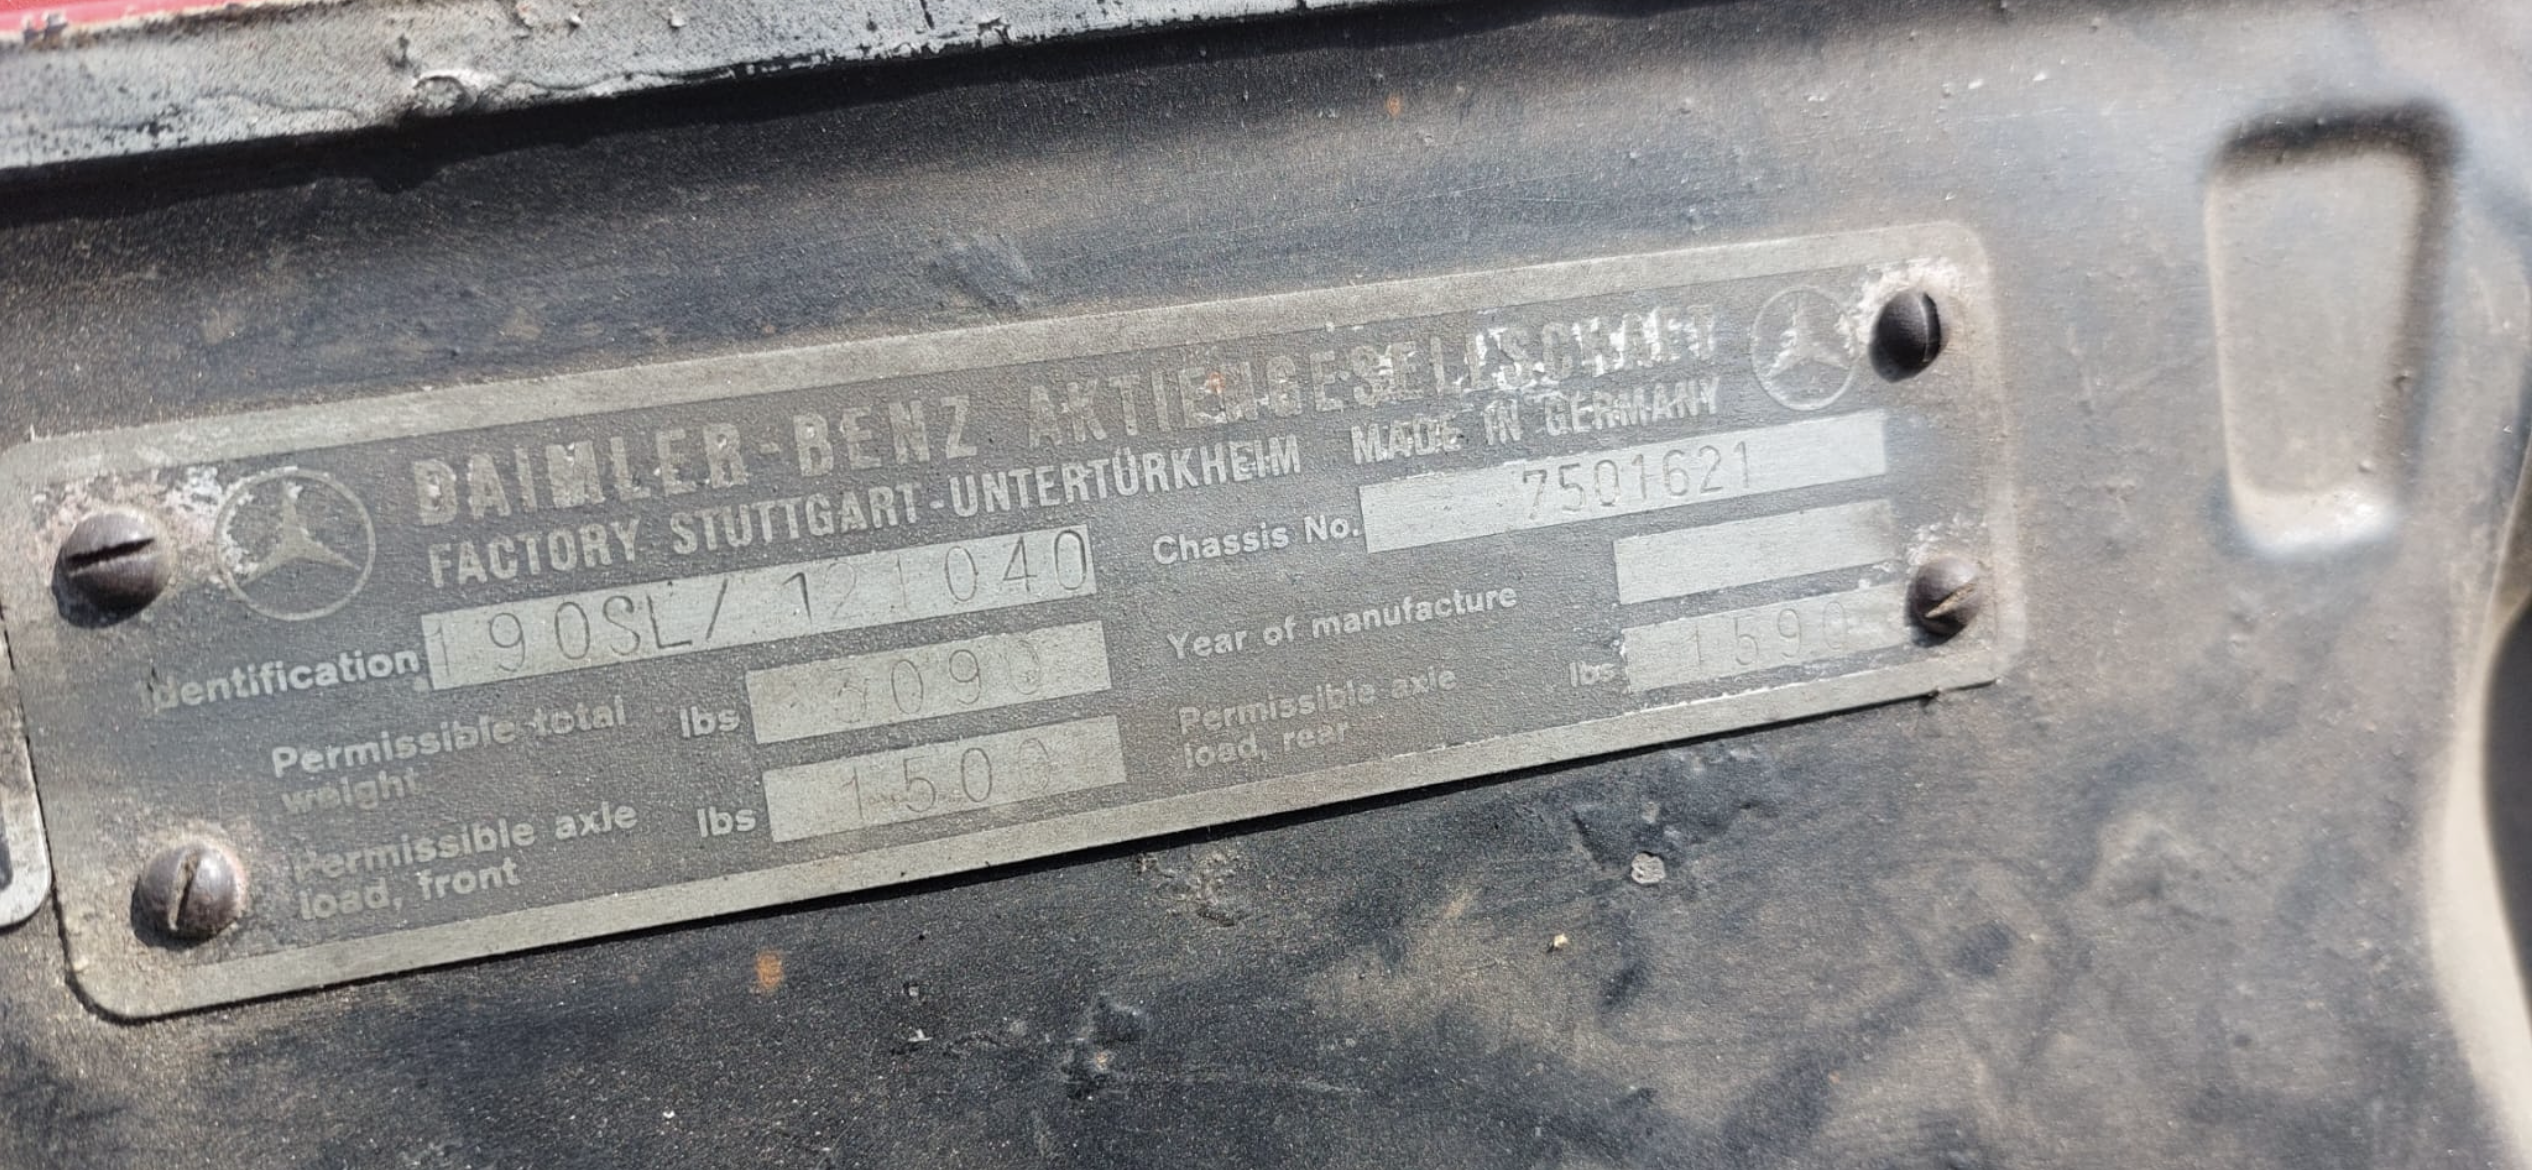 DAIMLER-BENZ AKTIENGESELLSCHAFT
FACTORY STUTTGART-UNTERTÜRKHEIM MADE IN GERMANY
Identification 190SL/ 121040 Chassis No. 7501621
Permissible total weight lbs 3090 Year of manufacture
Permissible axle load, front lbs 1500 Permissible axle load, rear lbs 1590